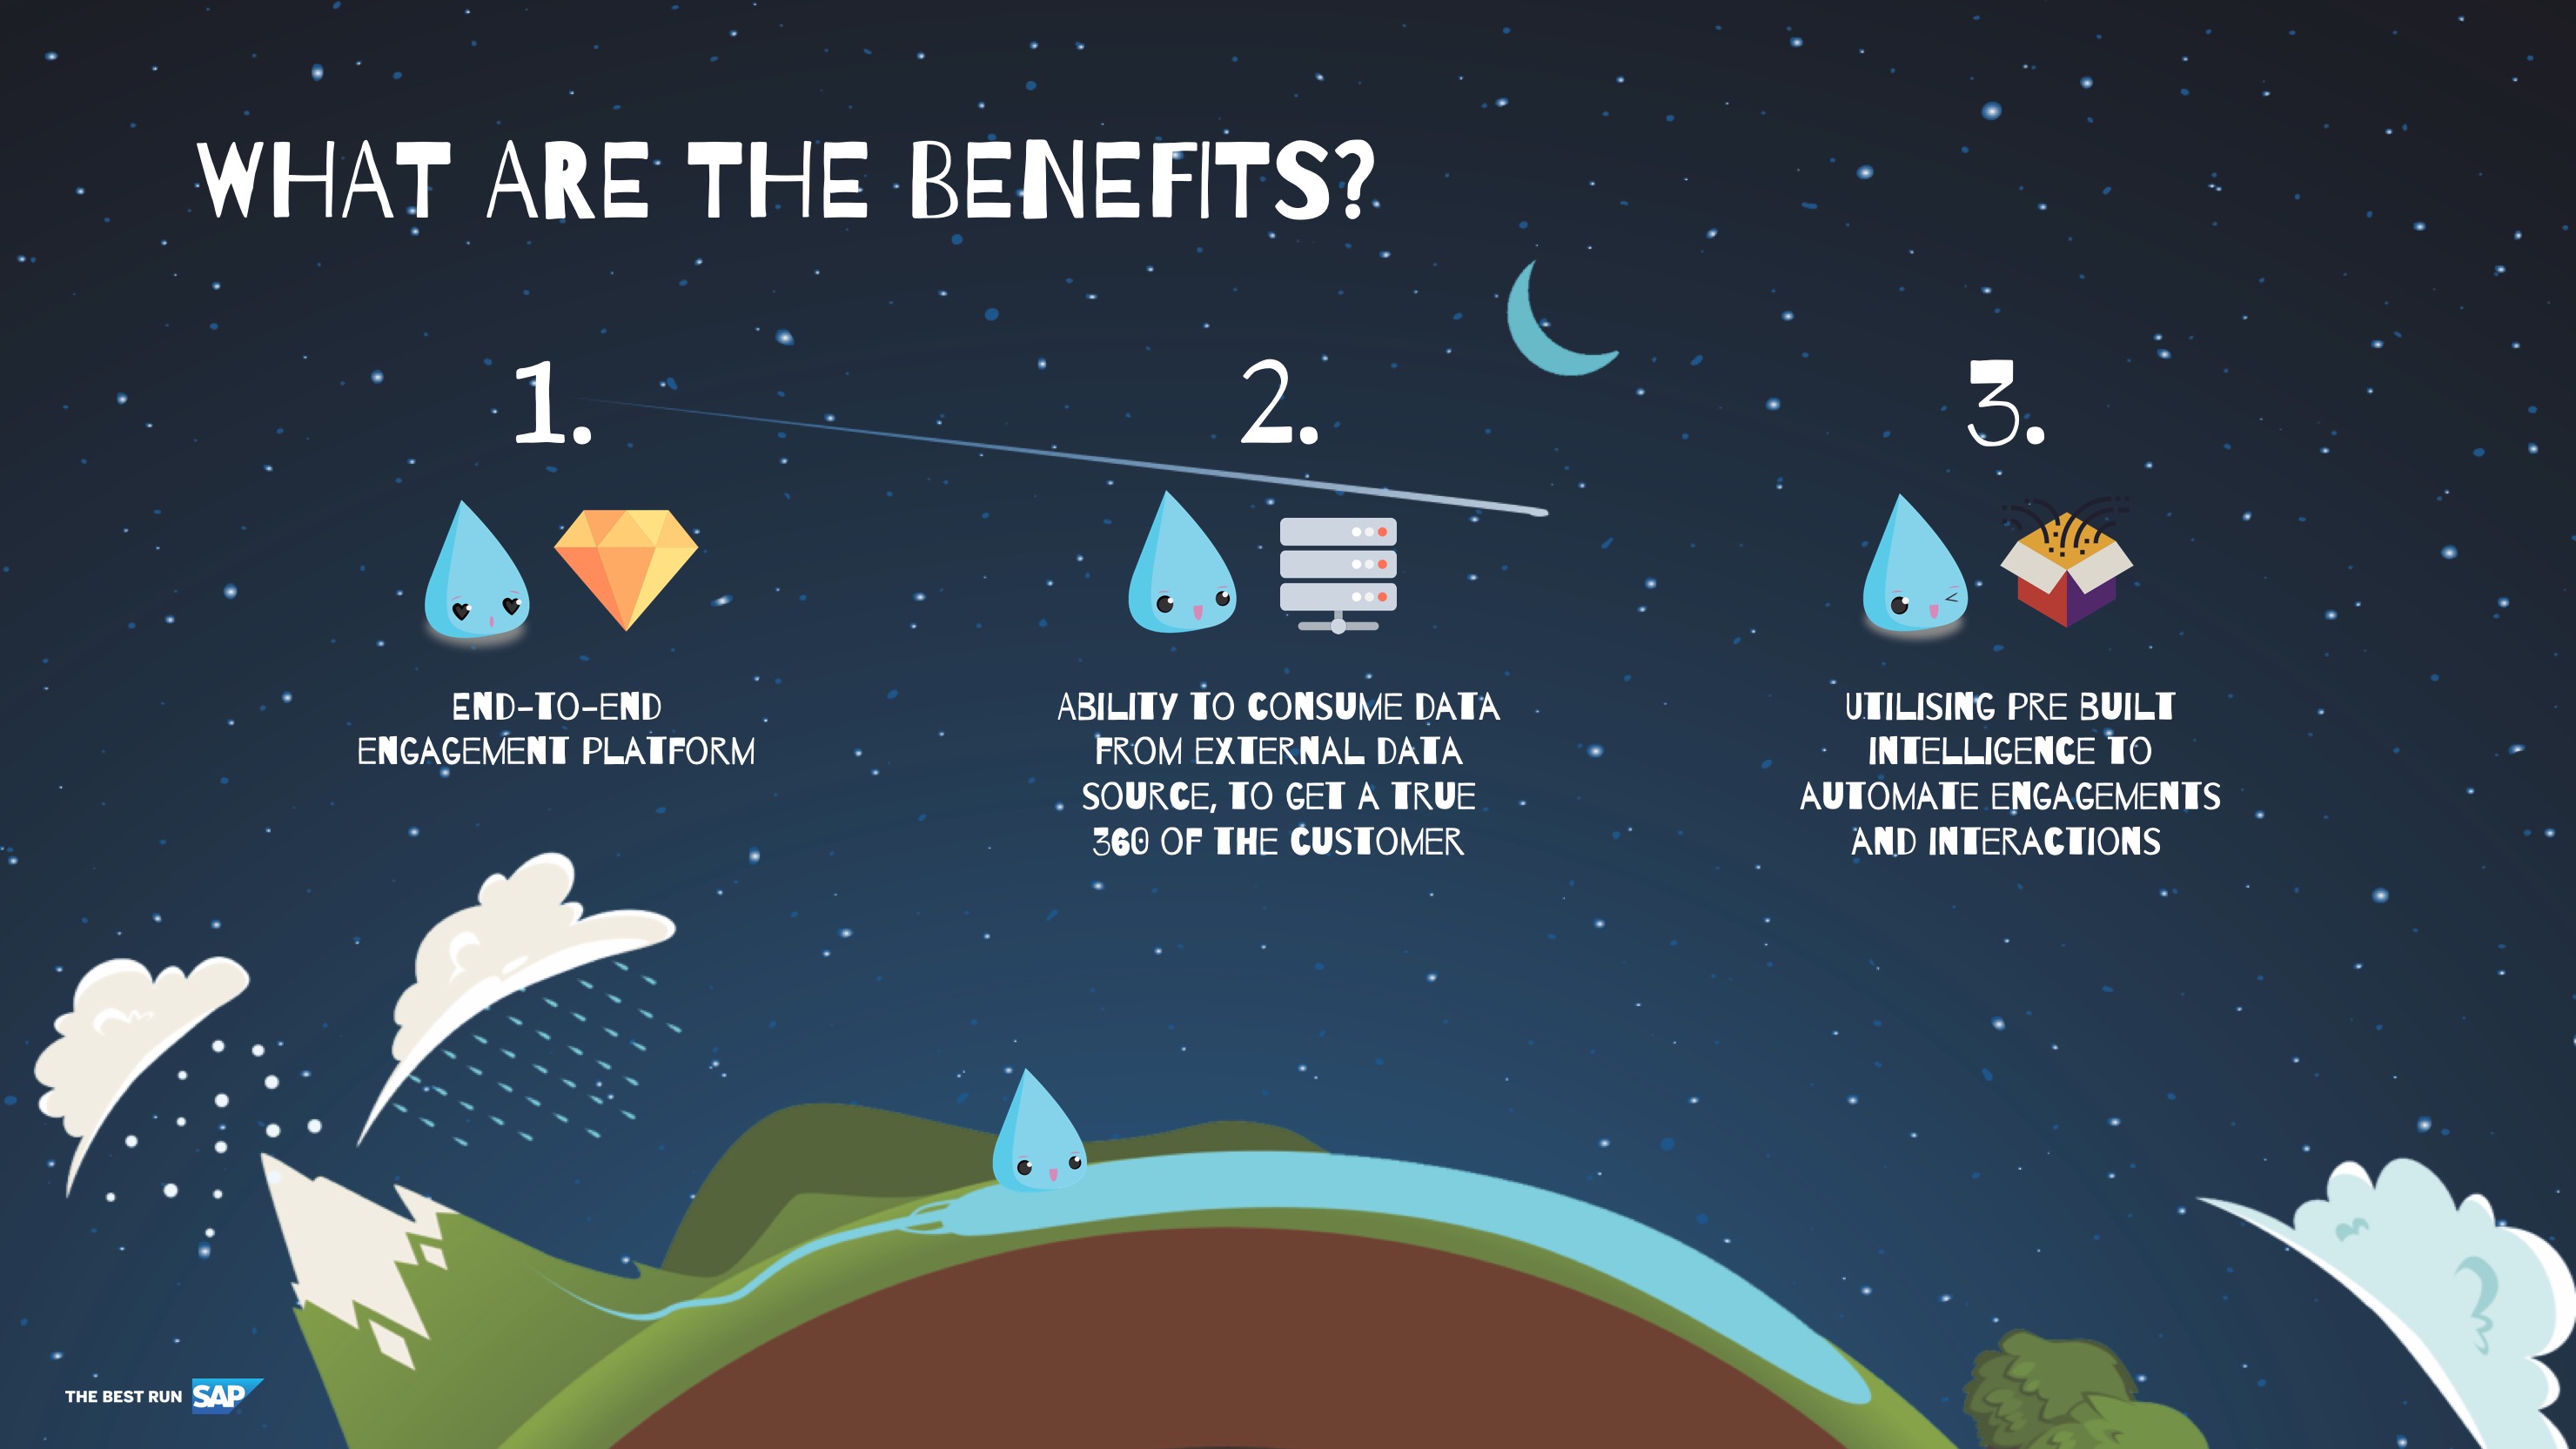 WHAT ARE THE BENEFITS?
1.
END-TO-END
ENGAGEMENT PLATFORM
2.
ABILITY TO CONSUME DATA
FROM EXTERNAL DATA
SOURCE, TO GET A TRUE
360 OF THE CUSTOMER
3.
UTILISING PRE BUILT
INTELLIGENCE TO
AUTOMATE ENGAGEMENTS
AND INTERACTIONS
THE BEST RUN SAP